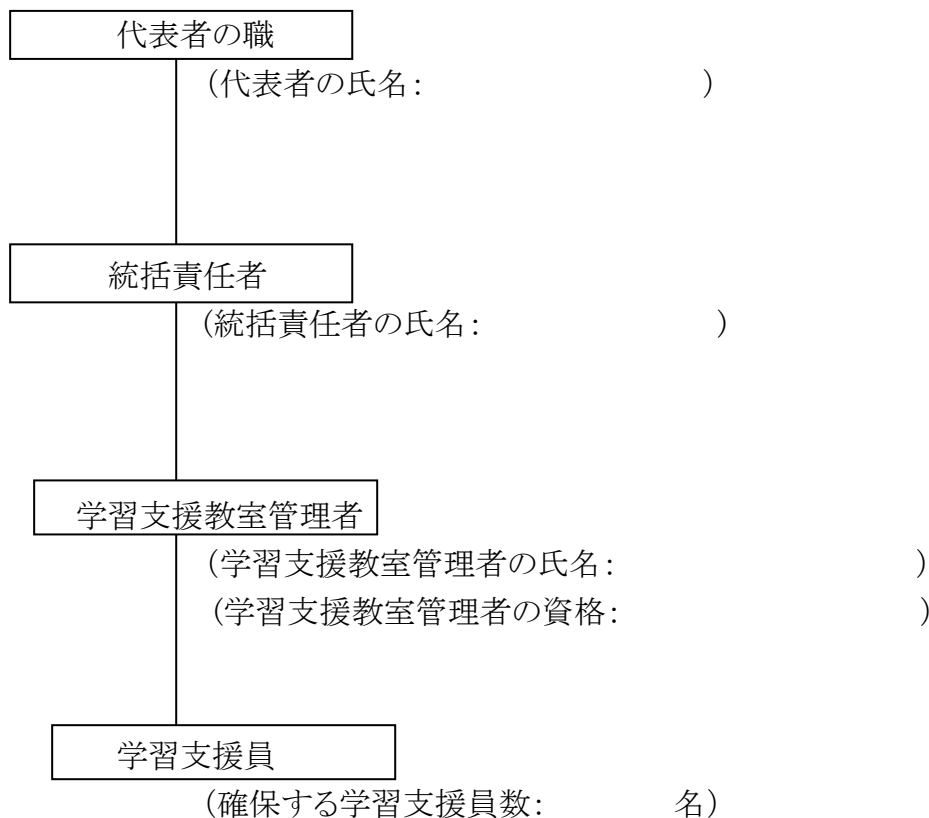 代表者の職
（代表者の氏名：　　　　　　　　）
統括責任者
（統括責任者の氏名：　　　　　　　）
学習支援教室管理者
（学習支援教室管理者の氏名：　　　　　　　　　）
（学習支援教室管理者の資格：　　　　　　　　　）
学習支援員
（確保する学習支援員数：　　　　名）